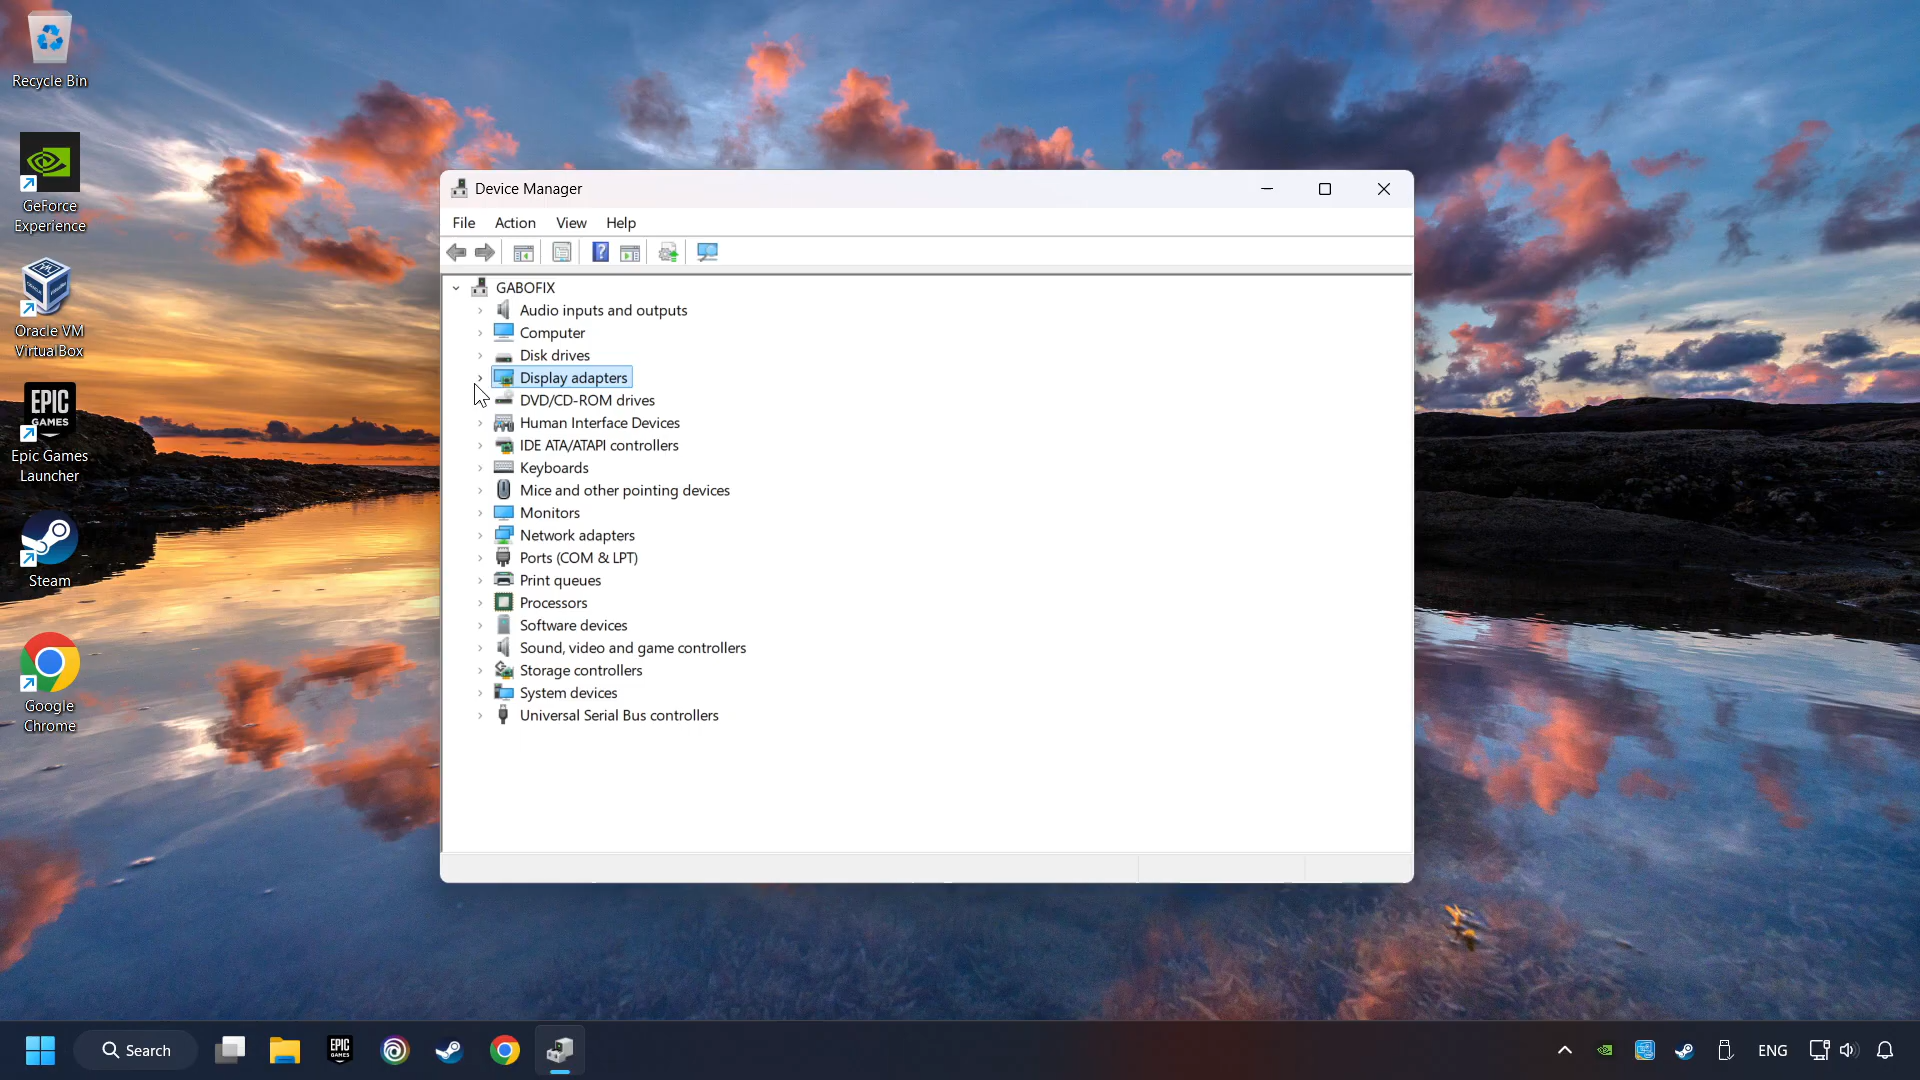 Recycle Bin
GeForce
Experience
Oracle VM
VirtualBox
EPIC
GAMES
Epic Games
Launcher
Steam
Google
Chrome
Device Manager
File Action View Help
GABOFIX
Audio inputs and outputs
Computer
Disk drives
Display adapters
DVD/CD-ROM drives
Human Interface Devices
IDE ATA/ATAPI controllers
Keyboards
Mice and other pointing devices
Monitors
Network adapters
Ports (COM & LPT)
Print queues
Processors
Software devices
Sound, video and game controllers
Storage controllers
System devices
Universal Serial Bus controllers
Search
EPIC
GAMES
ENG